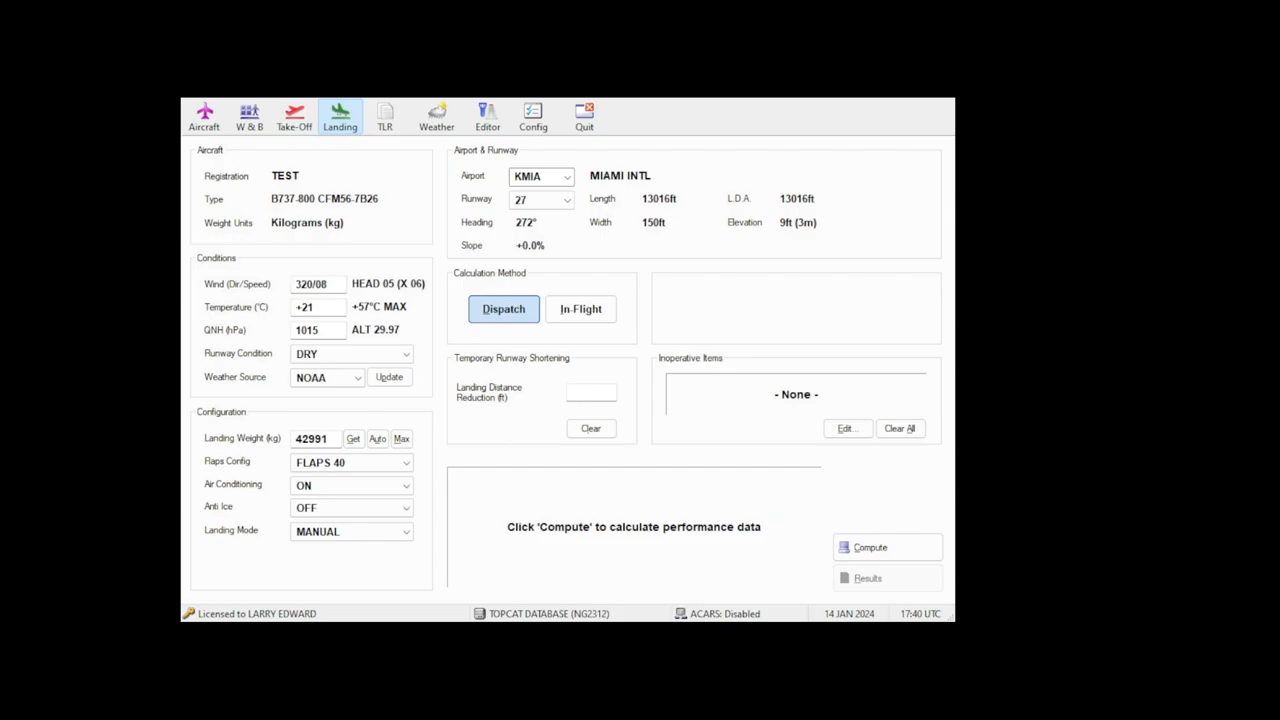 Aircraft W & B Take-Off Landing TLR Weather Editor Config Quit
Aircraft
Registration TEST
Type B737-800 CFM56-7B26
Weight Units Kilograms (kg)
Airport & Runway
Airport KMIA MIAMI INTL
Runway 27 Length 13016ft L.D.A. 13016ft
Heading 272° Width 150ft Elevation 9ft (3m)
Slope +0.0%
Conditions
Wind (Dir/Speed) 320/08 HEAD 05 (X 06)
Temperature (°C) +21 +57°C MAX
QNH (hPa) 1015 ALT 29.97
Runway Condition DRY
Weather Source NOAA Update
Calculation Method
Dispatch In-Flight
Temporary Runway Shortening
Landing Distance
Reduction (ft)
Clear
Inoperative Items
- None -
Edit... Clear All
Configuration
Landing Weight (kg) 42991 Get Auto Max
Flaps Config FLAPS 40
Air Conditioning ON
Anti Ice OFF
Landing Mode MANUAL
Click 'Compute' to calculate performance data
Compute
Results
Licensed to LARRY EDWARD TOPCAT DATABASE (NG2312) ACARS: Disabled 14 JAN 2024 17:40 UTC